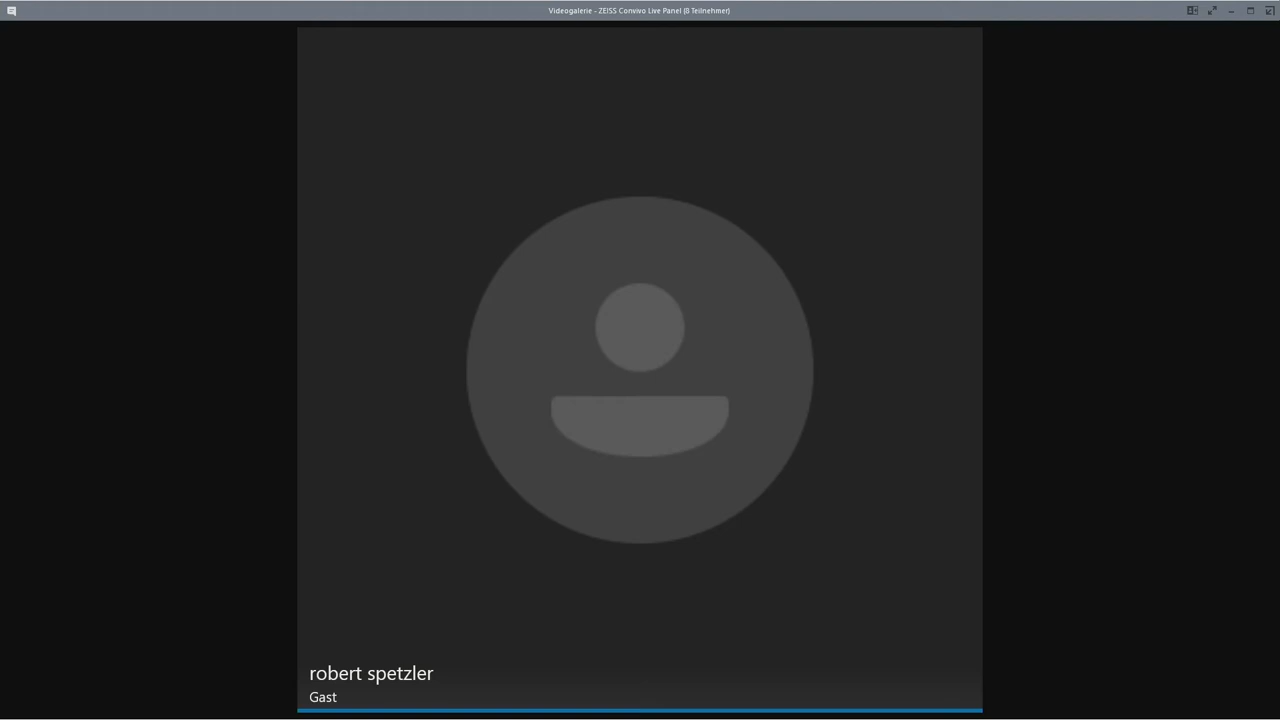 Videogalerie - ZEISS Convivo Live Panel (8 Teilnehmer)
robert spetzler
Gast